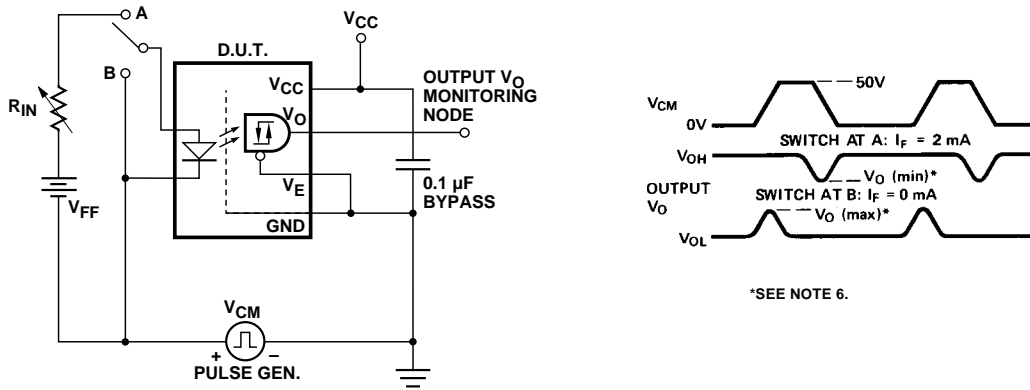 A
B
R_IN
V_FF
D.U.T.
V_CC
V_O
V_E
GND
V_CC
OUTPUT V_O
MONITORING
NODE
0.1 µF
BYPASS
V_CM
+ –
PULSE GEN.
V_CM
50V
0V
SWITCH AT A: I_F = 2 mA
V_OH
V_O (min)*
OUTPUT
V_O
SWITCH AT B: I_F = 0 mA
V_O (max)*
V_OL
*SEE NOTE 6.